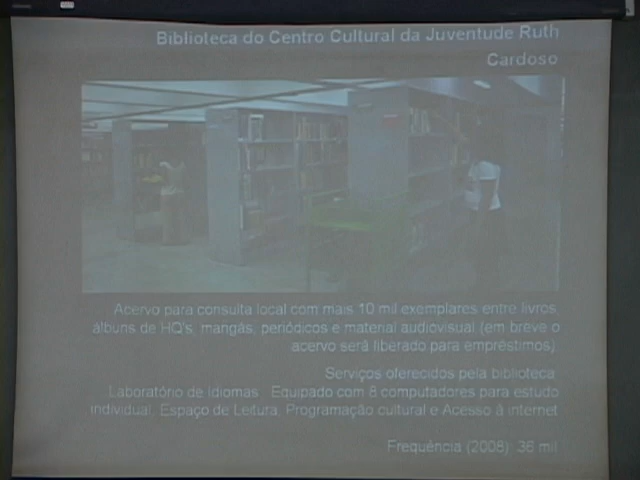 Biblioteca do Centro Cultural da Juventude Ruth
Cardoso
Acervo para consulta local com mais 10 mil exemplares entre livros,
álbuns de HQ's, mangás, periódicos e material audiovisual (em breve o
acervo será liberado para empréstimos).
Serviços oferecidos pela biblioteca:
Laboratório de Idiomas : Equipado com 8 computadores para estudo
individual, Espaço de Leitura, Programação cultural e Acesso à internet
Frequência (2008): 36 mil